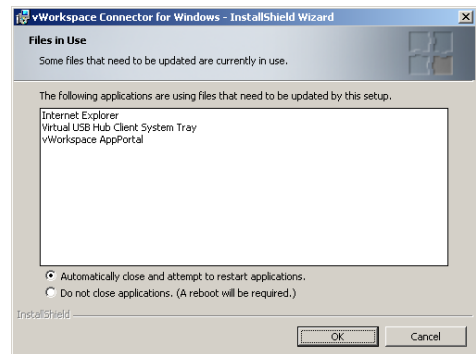 vWorkspace Connector for Windows - InstallShield Wizard
Files in Use
Some files that need to be updated are currently in use.
The following applications are using files that need to be updated by this setup.
Internet Explorer
Virtual USB Hub Client System Tray
vWorkspace AppPortal
Automatically close and attempt to restart applications.
Do not close applications. (A reboot will be required.)
InstallShield
OK Cancel